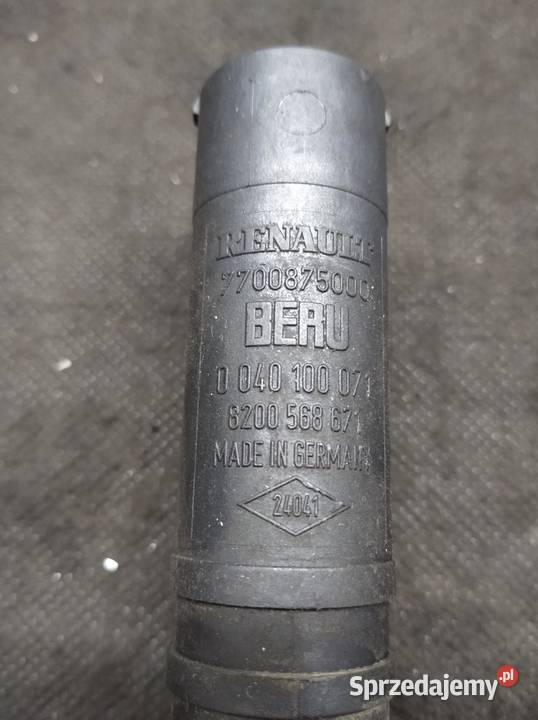 RENAULT
7700875000
BERU
0 040 100 071
8200 568 671
MADE IN GERMANY
24041
Sprzedajemy.pl